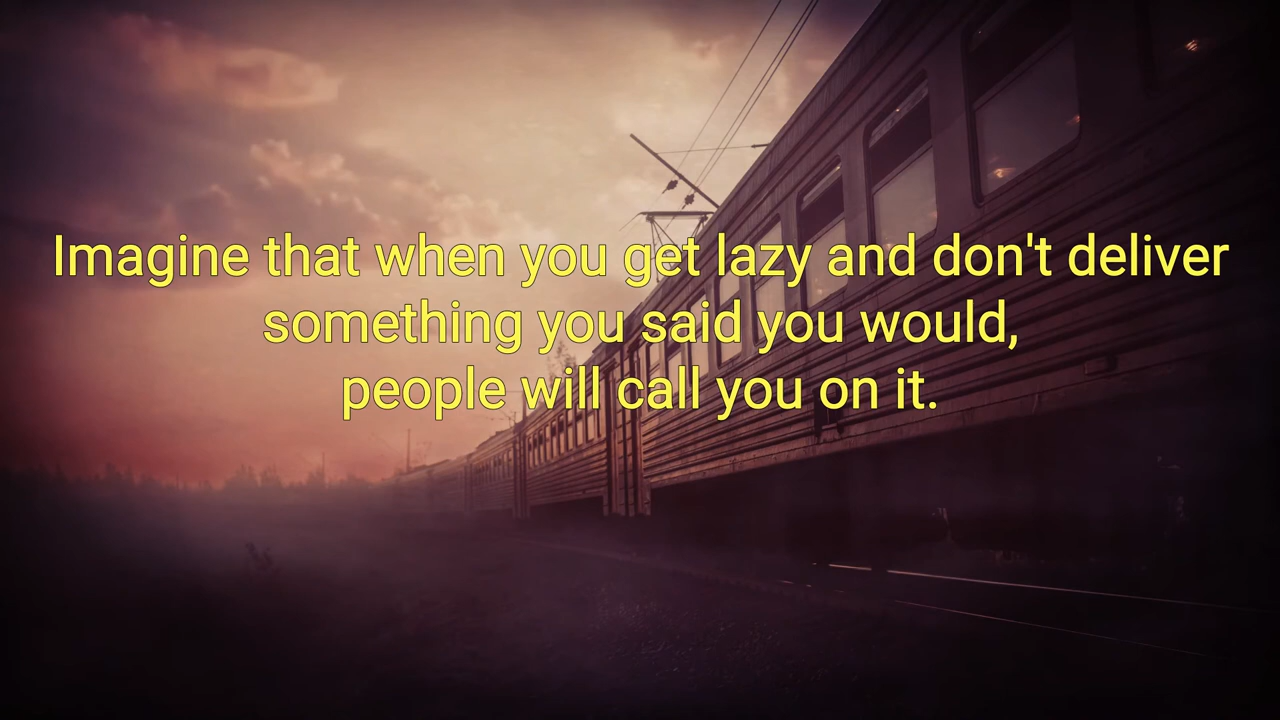 Imagine that when you get lazy and don't deliver
something you said you would,
people will call you on it.